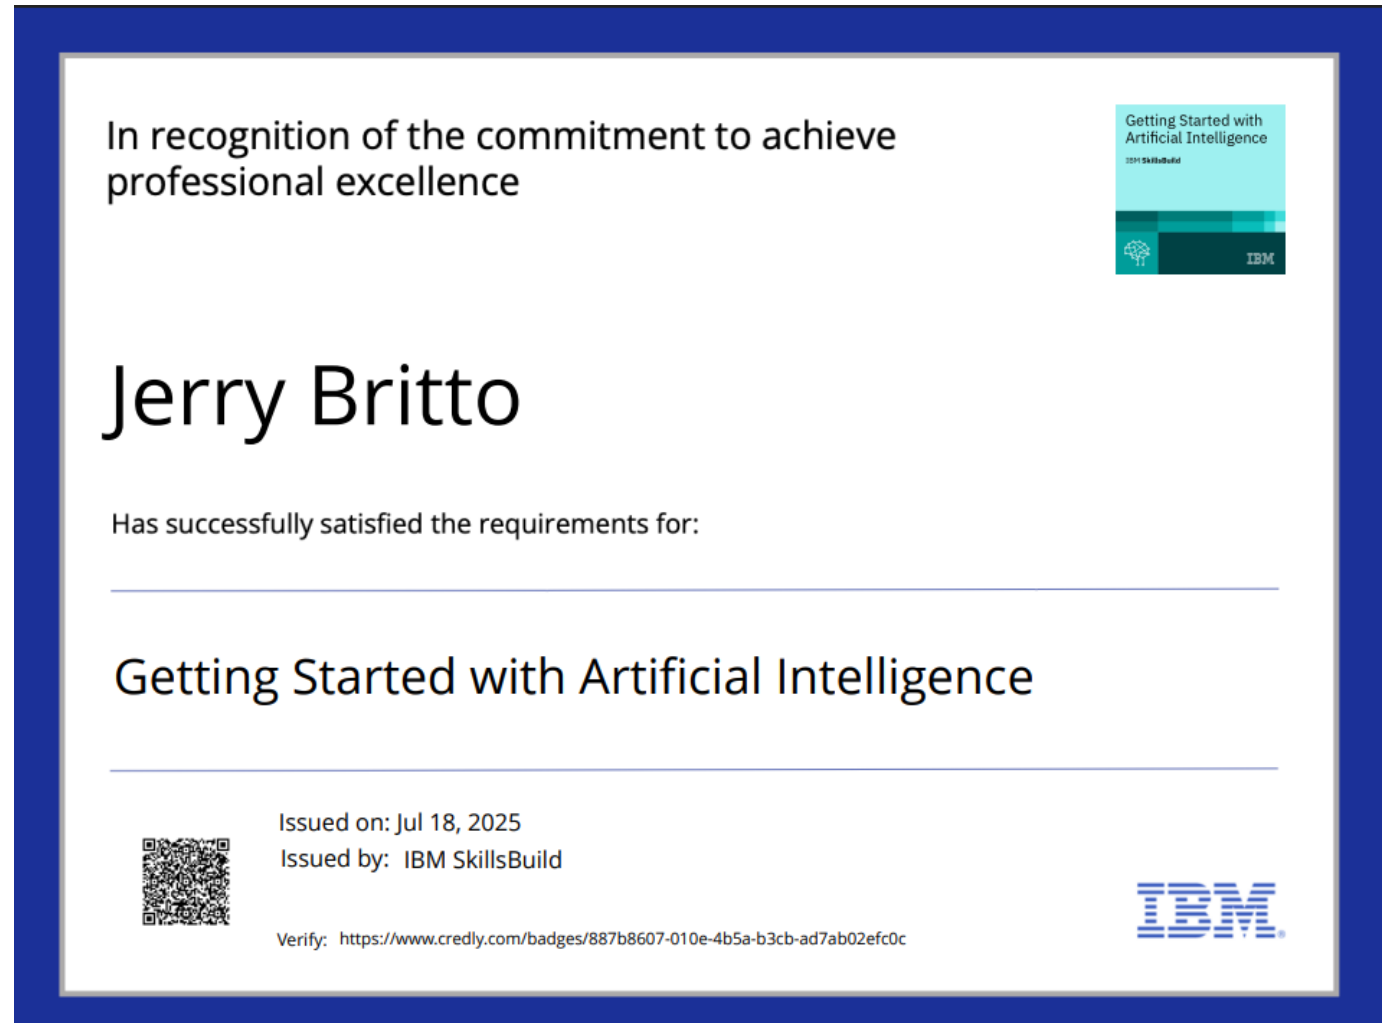 In recognition of the commitment to achieve
professional excellence
Getting Started with
Artificial Intelligence
IBM SkillsBuild
IBM
Jerry Britto
Has successfully satisfied the requirements for:
Getting Started with Artificial Intelligence
Issued on: Jul 18, 2025
Issued by: IBM SkillsBuild
Verify: https://www.credly.com/badges/887b8607-010e-4b5a-b3cb-ad7ab02efc0c
IBM®